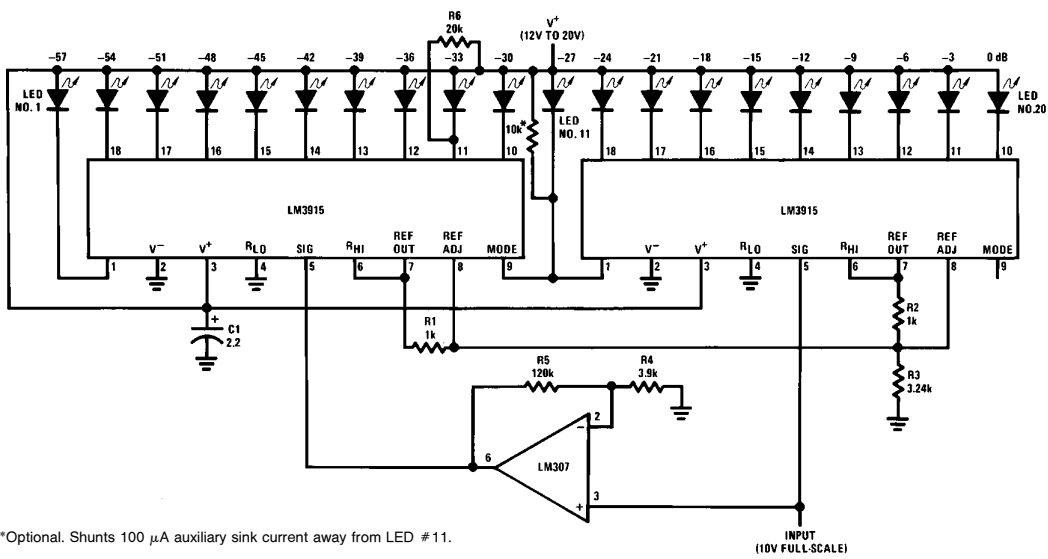 R6
20k
V+
(12V TO 20V)
–57 –54 –51 –48 –45 –42 –39 –36 –33 –30 –27 –24 –21 –18 –15 –12 –9 –6 –3 0 dB
LED
NO. 1
10k*
LED
NO. 11
LED
NO.20
18 17 16 15 14 13 12 11 10 18 17 16 15 14 13 12 11 10
LM3915 LM3915
V– V+ RLO SIG RHI REF OUT REF ADJ MODE V– V+ RLO SIG RHI REF OUT REF ADJ MODE
1 2 3 4 5 6 7 8 9 1 2 3 4 5 6 7 8 9
+
C1
2.2
R1
1k
R2
1k
R5
120k
R4
3.9k
R3
3.24k
2
–
6
LM307
3
+
INPUT
(10V FULL-SCALE)
*Optional. Shunts 100 μA auxiliary sink current away from LED #11.